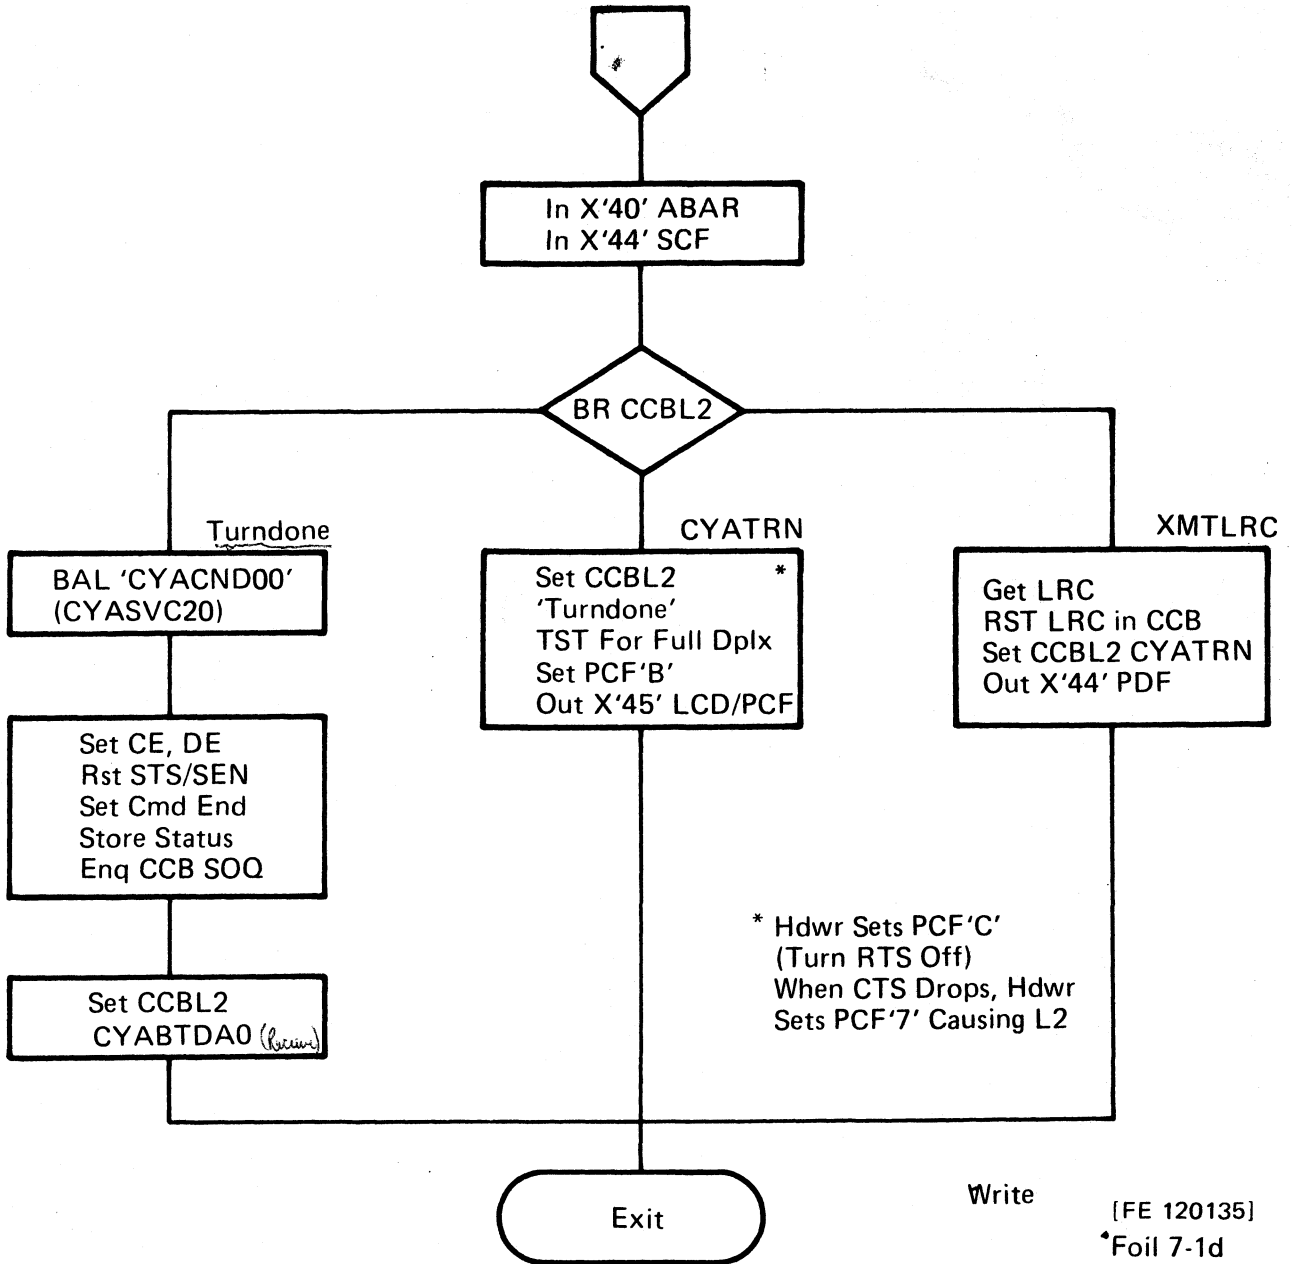 In X'40' ABAR
In X'44' SCF
BR CCBL2
Turndone
BAL 'CYACND00'
(CYASVC20)
Set CE, DE
Rst STS/SEN
Set Cmd End
Store Status
Enq CCB SOQ
Set CCBL2
CYABTDA0 (Receive)
CYATRN
Set CCBL2 *
'Turndone'
TST For Full Dplx
Set PCF'B'
Out X'45' LCD/PCF
XMTLRC
Get LRC
RST LRC in CCB
Set CCBL2 CYATRN
Out X'44' PDF
* Hdwr Sets PCF'C'
(Turn RTS Off)
When CTS Drops, Hdwr
Sets PCF'7' Causing L2
Exit
Write
[FE 120135]
Foil 7-1d